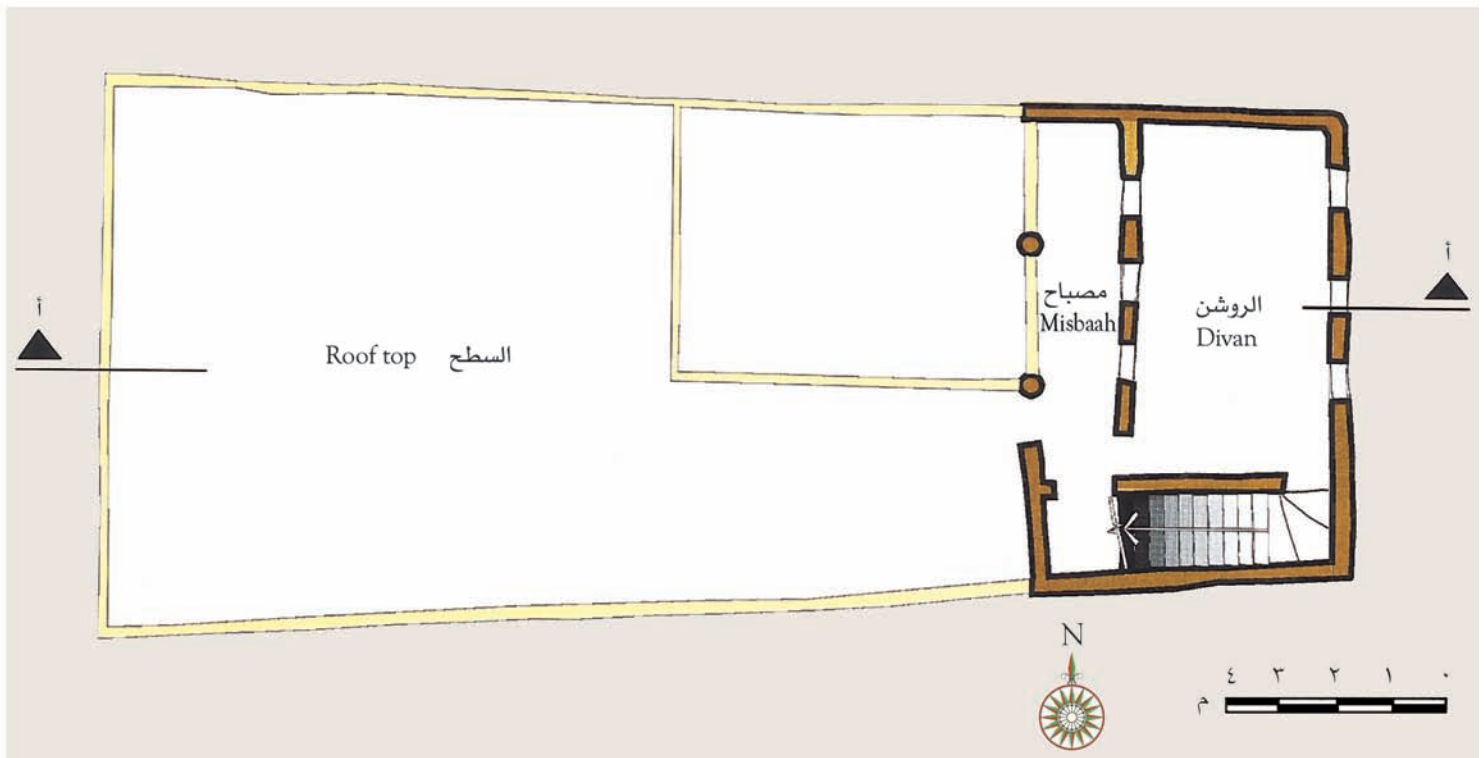 أ
أ
السطح Roof top
مصباح
Misbaah
الروشن
Divan
N
٤ ٣ ٢ ١ ٠
م